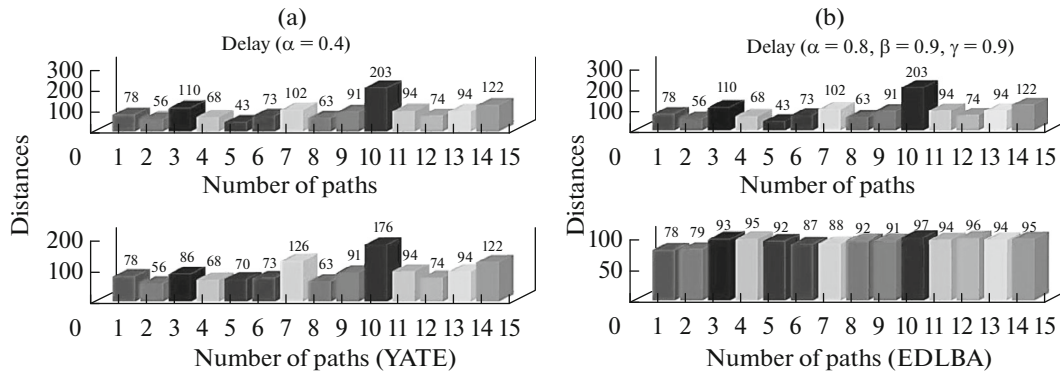 (a)
Delay (α = 0.4)
Distances
300
200
100
0
78 56 110 68 43 73 102 63 91 203 94 74 94 122
1 2 3 4 5 6 7 8 9 10 11 12 13 14 15
Number of paths
200
100
0
78 56 86 68 70 73 126 63 91 176 94 74 94 122
1 2 3 4 5 6 7 8 9 10 11 12 13 14 15
Number of paths (YATE)
(b)
Delay (α = 0.8, β = 0.9, γ = 0.9)
Distances
300
200
100
0
78 56 110 68 43 73 102 63 91 203 94 74 94 122
1 2 3 4 5 6 7 8 9 10 11 12 13 14 15
Number of paths
100
50
0
78 79 93 95 92 87 88 92 91 97 94 96 94 95
1 2 3 4 5 6 7 8 9 10 11 12 13 14 15
Number of paths (EDLBA)